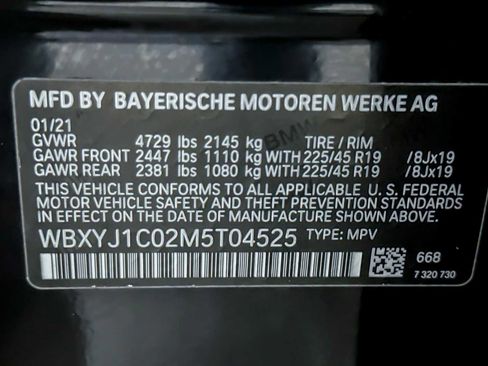 MFD BY BAYERISCHE MOTOREN WERKE AG
01/21
GVWR 4729 lbs 2145 kg TIRE / RIM
GAWR FRONT 2447 lbs 1110 kg WITH 225/45 R19 /8Jx19
GAWR REAR 2381 lbs 1080 kg WITH 225/45 R19 /8Jx19
THIS VEHICLE CONFORMS TO ALL APPLICABLE U. S. FEDERAL
MOTOR VEHICLE SAFETY AND THEFT PREVENTION STANDARDS
IN EFFECT ON THE DATE OF MANUFACTURE SHOWN ABOVE.
WBXYJ1C02M5T04525 TYPE: MPV
668
7 320 730